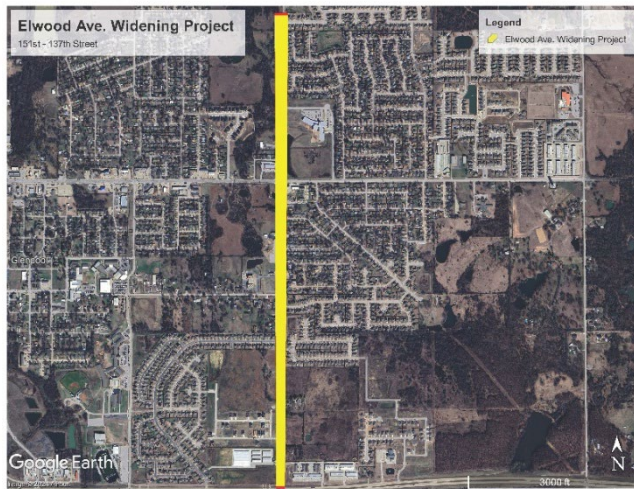 Elwood Ave. Widening Project
151st - 137th Street
Legend
Elwood Ave. Widening Project
Glenpool
Google Earth
N
3000 ft